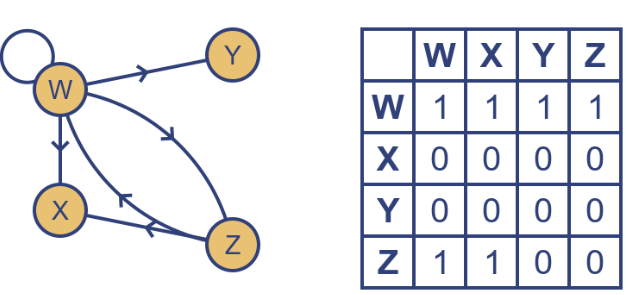 Y
W
X
Z
W X Y Z
W 1 1 1 1
X 0 0 0 0
Y 0 0 0 0
Z 1 1 0 0